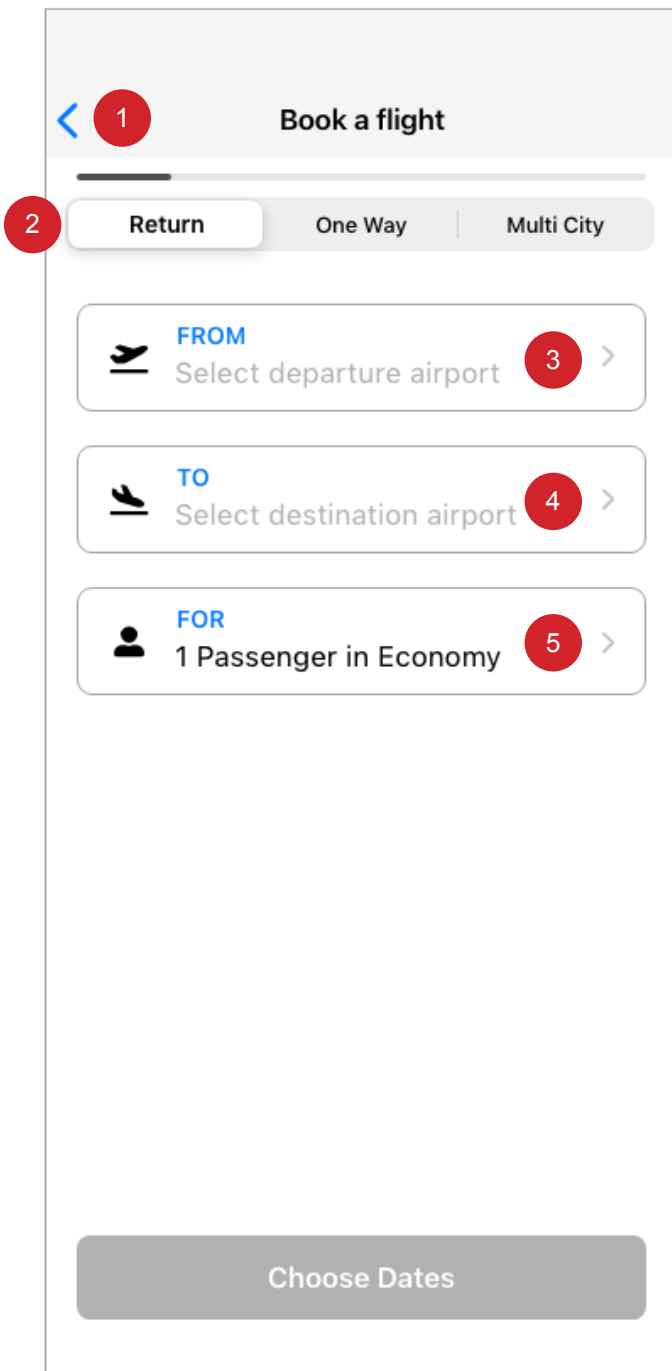 1 Book a flight
2 Return One Way Multi City
FROM
Select departure airport 3
TO
Select destination airport 4
FOR
1 Passenger in Economy 5
Choose Dates